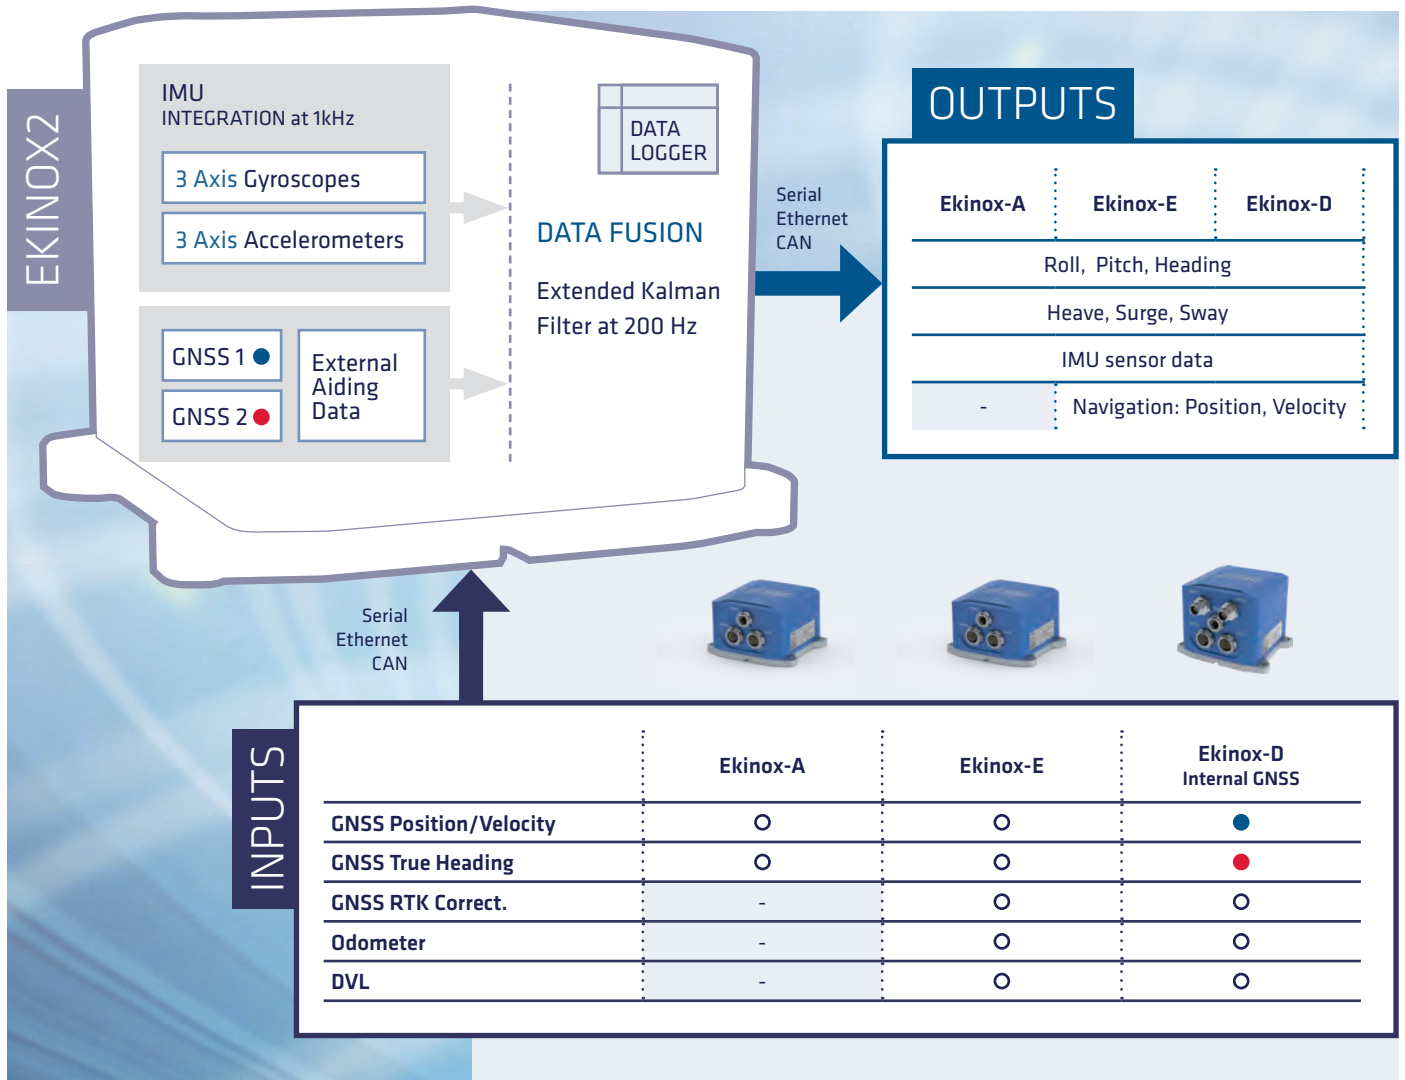 EKINOX2
IMU
INTEGRATION at 1kHz
3 Axis Gyroscopes
3 Axis Accelerometers
GNSS 1
GNSS 2
External
Aiding
Data
DATA
LOGGER
DATA FUSION
Extended Kalman
Filter at 200 Hz
Serial
Ethernet
CAN
OUTPUTS
Ekinox-A Ekinox-E Ekinox-D
Roll, Pitch, Heading
Heave, Surge, Sway
IMU sensor data
- Navigation: Position, Velocity
Serial
Ethernet
CAN
INPUTS
Ekinox-A Ekinox-E Ekinox-D
Internal GNSS
GNSS Position/Velocity
GNSS True Heading
GNSS RTK Correct. -
Odometer -
DVL -